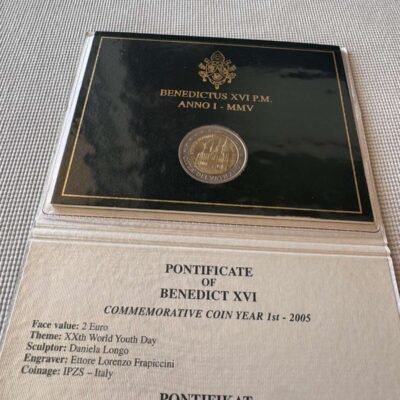 BENEDICTUS XVI P.M.
ANNO I - MMV
PONTIFICATE
OF
BENEDICT XVI
COMMEMORATIVE COIN YEAR 1st - 2005
Face value: 2 Euro
Theme: XXth World Youth Day
Sculptor: Daniela Longo
Engraver: Ettore Lorenzo Frapiccini
Coinage: IPZS – Italy
PONTIFIKAT